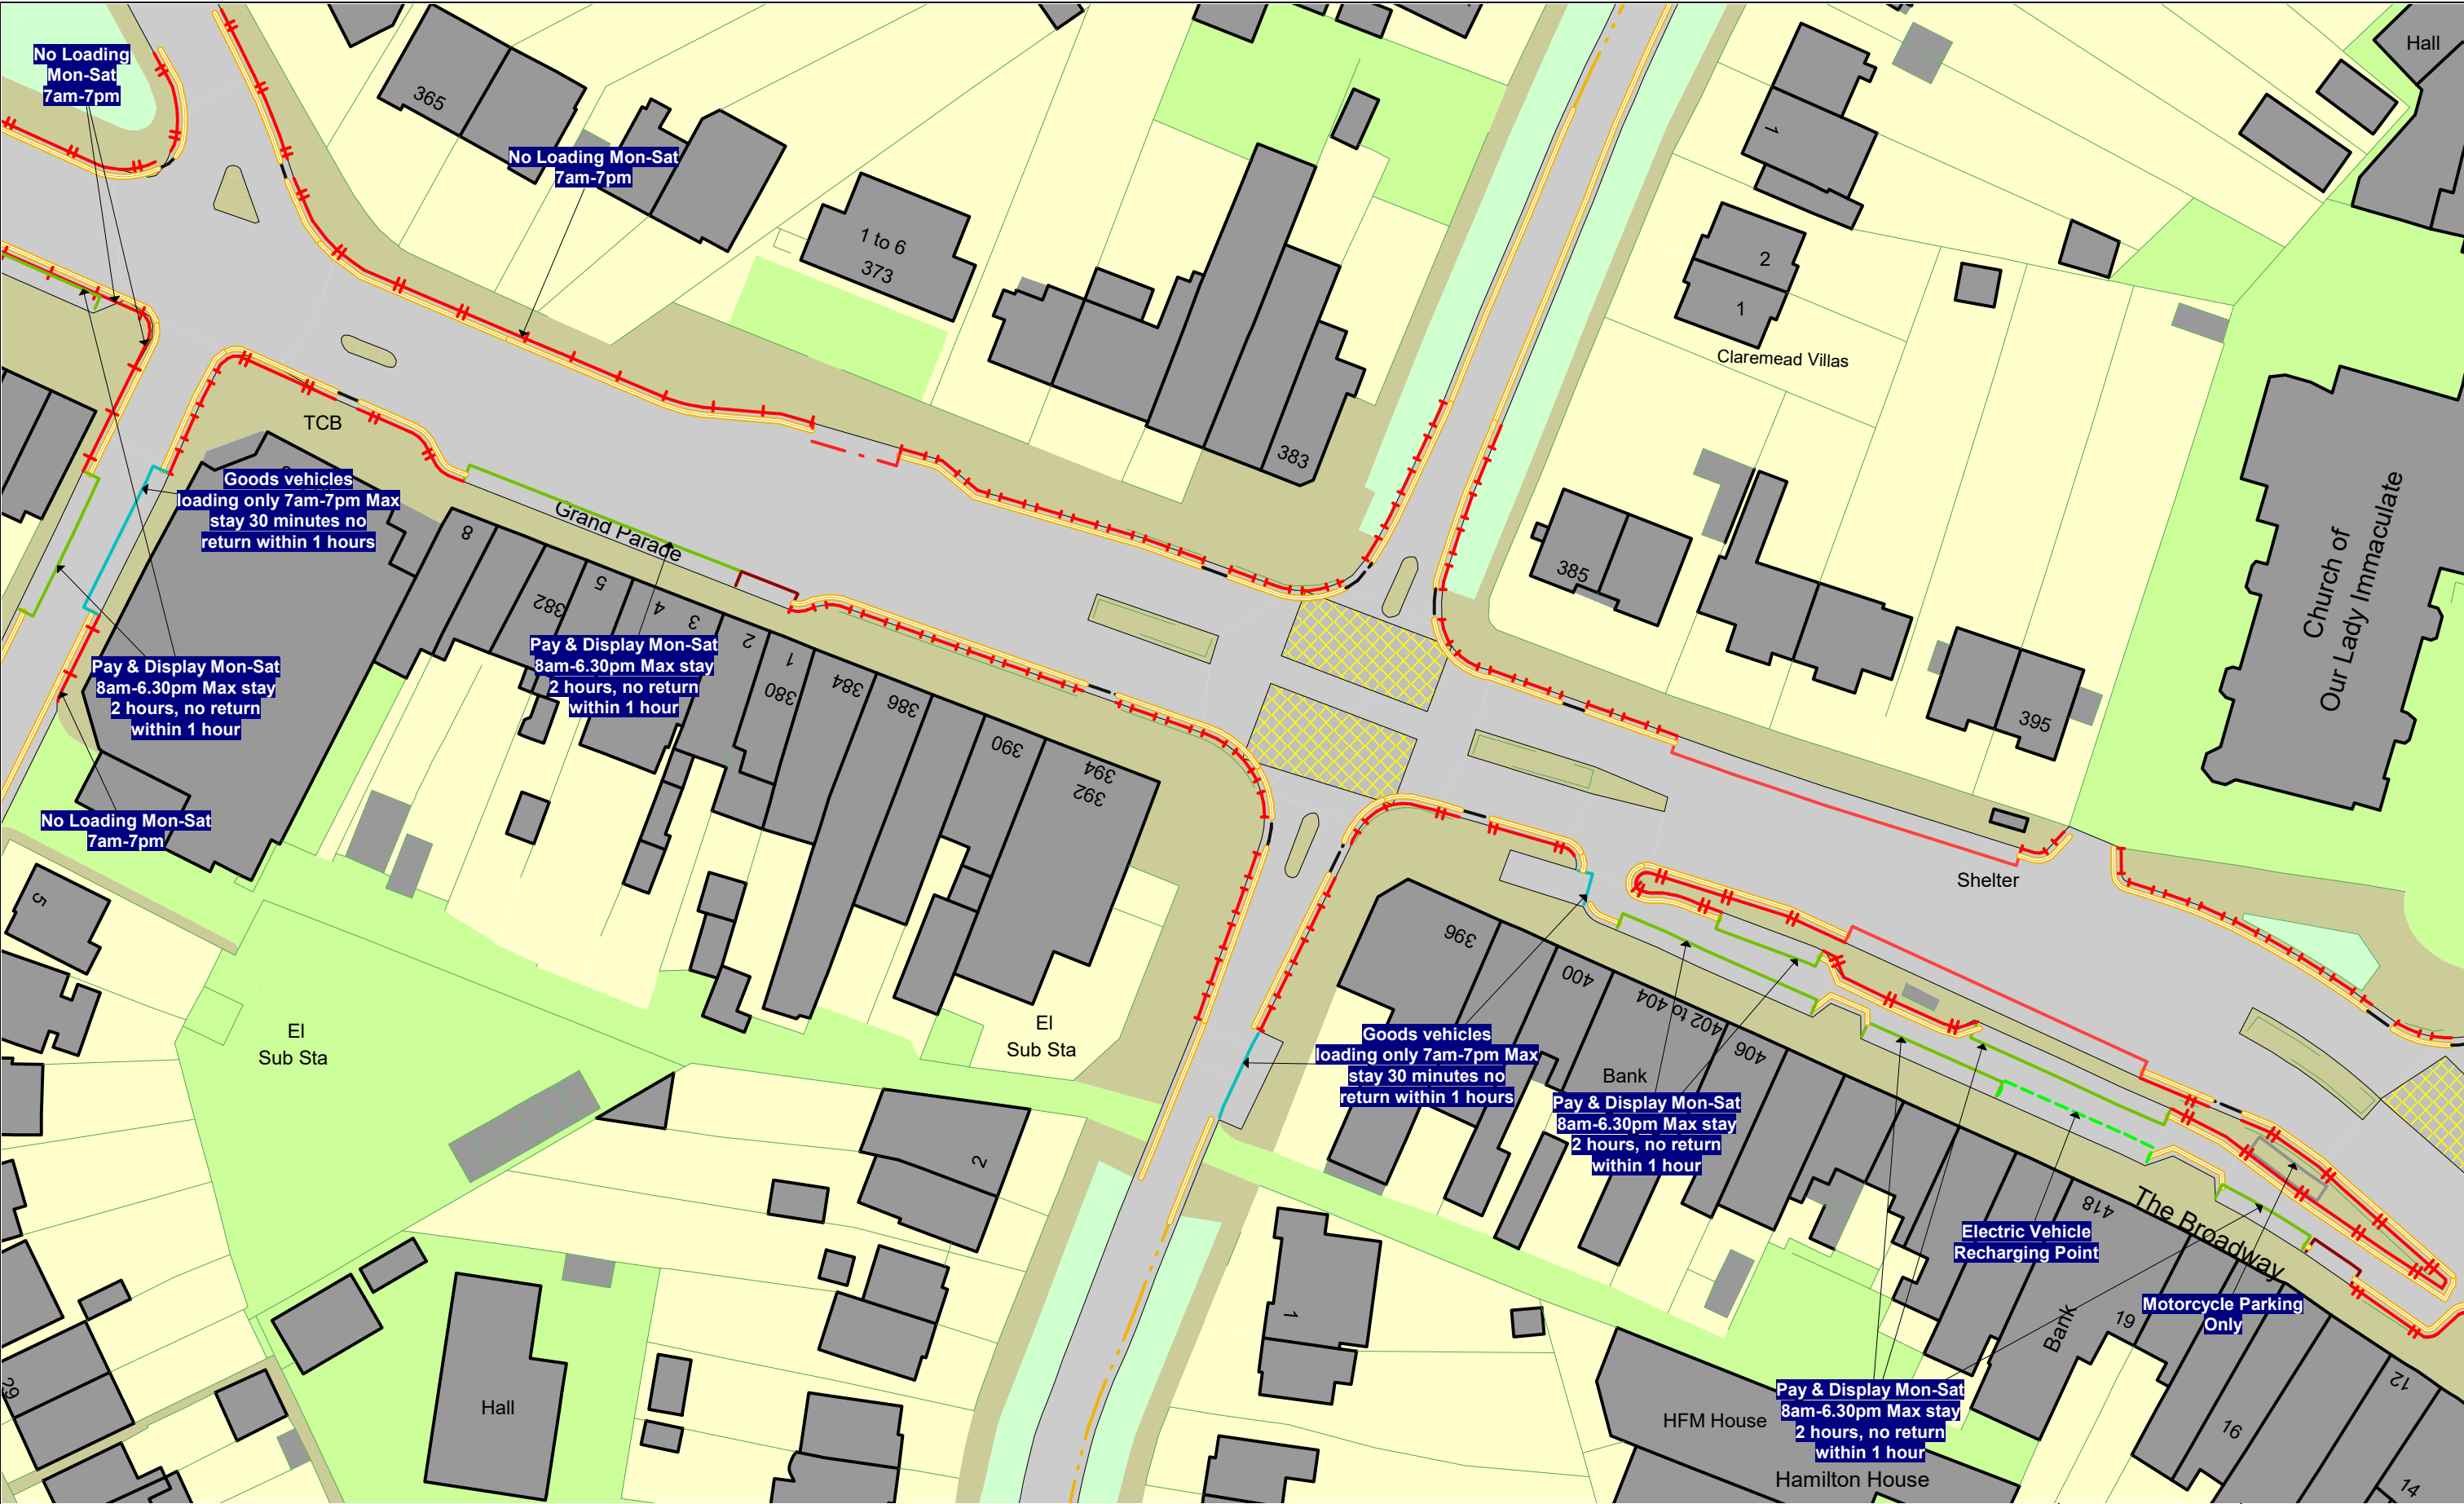 No Loading
Mon-Sat
7am-7pm
Hall
365
No Loading Mon-Sat
7am-7pm
1
1 to 6
373
2
1
Claremead Villas
TCB
383
Goods vehicles
loading only 7am-7pm Max
stay 30 minutes no
return within 1 hours
Grand Parade
8
382
5
4
3
2
1
380
384
386
390
394
392
385
395
Church of
Our Lady Immaculate
Pay & Display Mon-Sat
8am-6.30pm Max stay
2 hours, no return
within 1 hour
Pay & Display Mon-Sat
8am-6.30pm Max stay
2 hours, no return
within 1 hour
No Loading Mon-Sat
7am-7pm
Shelter
5
396
400
402 to 404
406
El
Sub Sta
El
Sub Sta
Goods vehicles
loading only 7am-7pm Max
stay 30 minutes no
return within 1 hours
Bank
Pay & Display Mon-Sat
8am-6.30pm Max stay
2 hours, no return
within 1 hour
2
418
The Broadway
Electric Vehicle
Recharging Point
Motorcycle Parking
Only
1
19
Bank
12
29
Hall
HFM House
Pay & Display Mon-Sat
8am-6.30pm Max stay
2 hours, no return
within 1 hour
16
Hamilton House
14